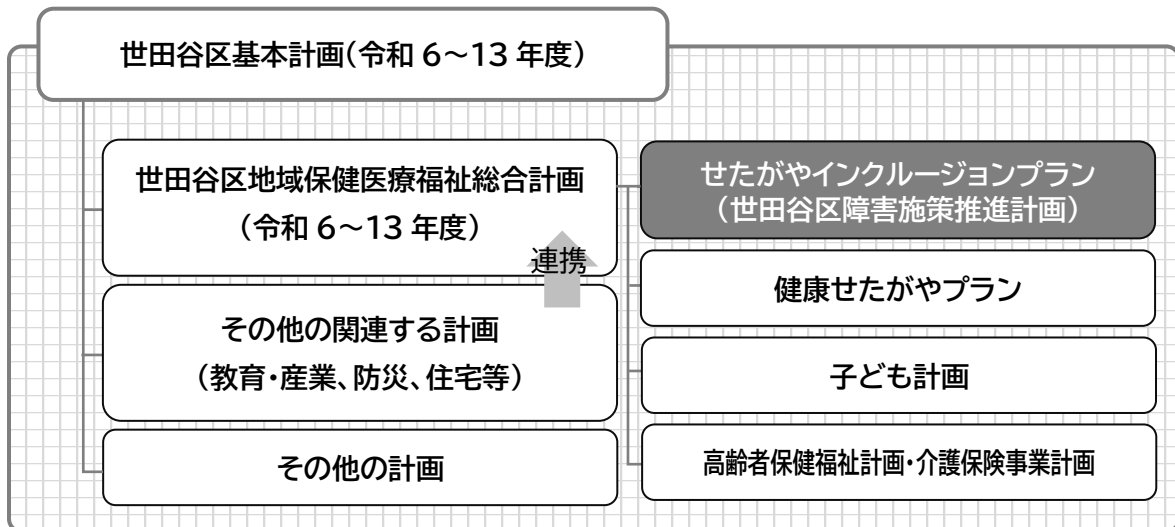 世田谷区基本計画(令和 6~13 年度)
世田谷区地域保健医療福祉総合計画
(令和 6~13 年度)
連携
その他の関連する計画
(教育・産業、防災、住宅等)
その他の計画
せたがやインクルージョンプラン
(世田谷区障害施策推進計画)
健康せたがやプラン
子ども計画
高齢者保健福祉計画・介護保険事業計画